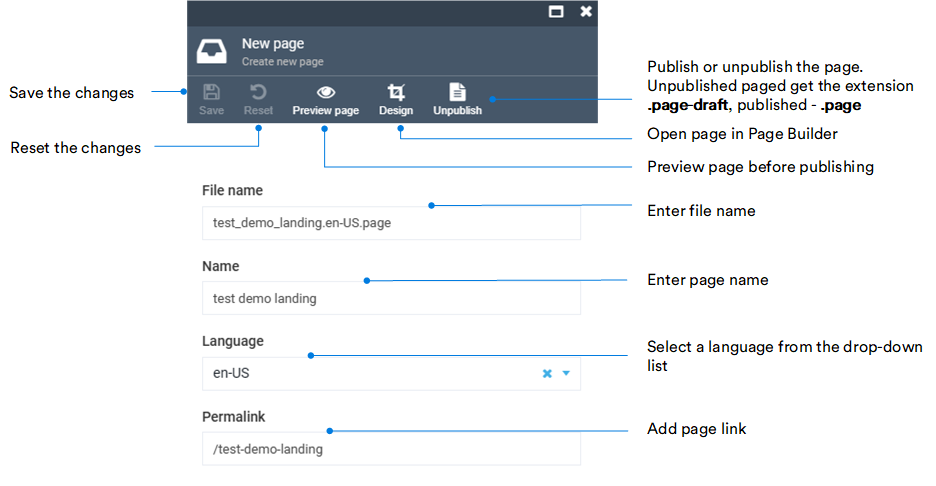 New page
Create new page
Save
Reset
Preview page
Design
Unpublish
Save the changes
Reset the changes
Publish or unpublish the page.
Unpublished paged get the extension
.page-draft, published - .page
Open page in Page Builder
Preview page before publishing
File name
test_demo_landing.en-US.page
Enter file name
Name
test demo landing
Enter page name
Language
en-US
Select a language from the drop-down
list
Permalink
/test-demo-landing
Add page link